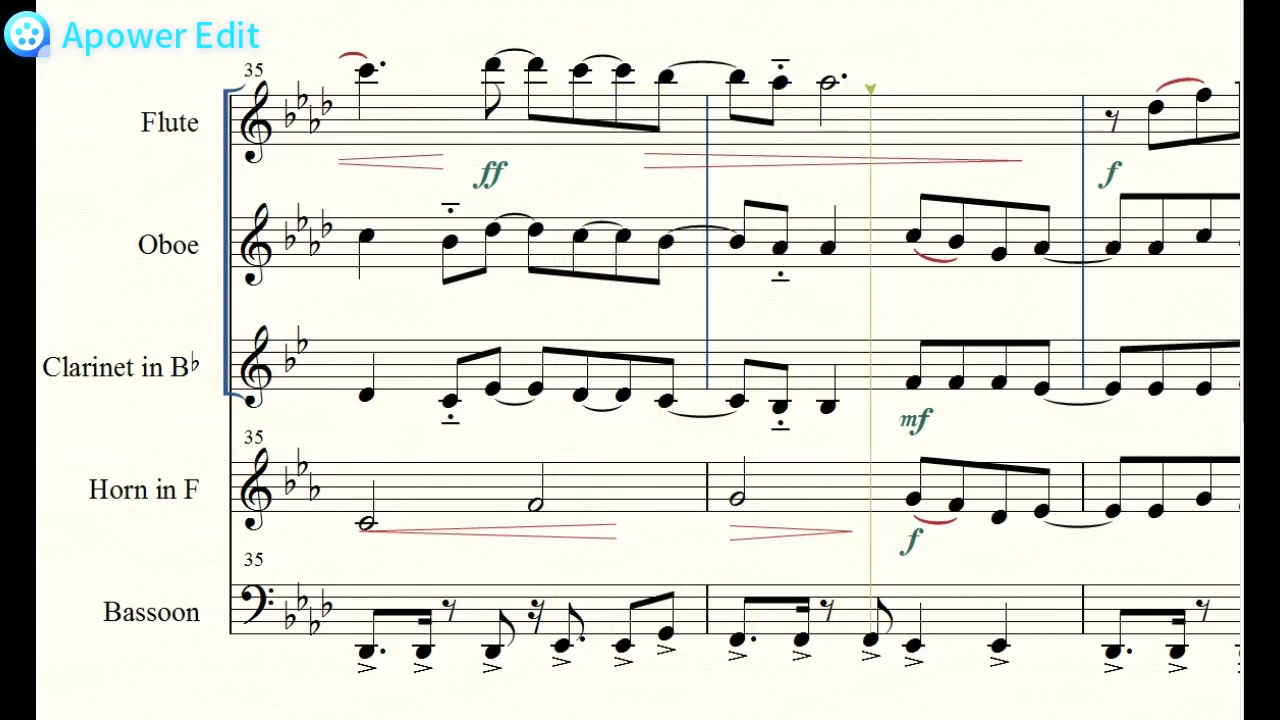 Apower Edit
35
Flute
ff
f
Oboe
Clarinet in B♭
mf
35
Horn in F
f
35
Bassoon